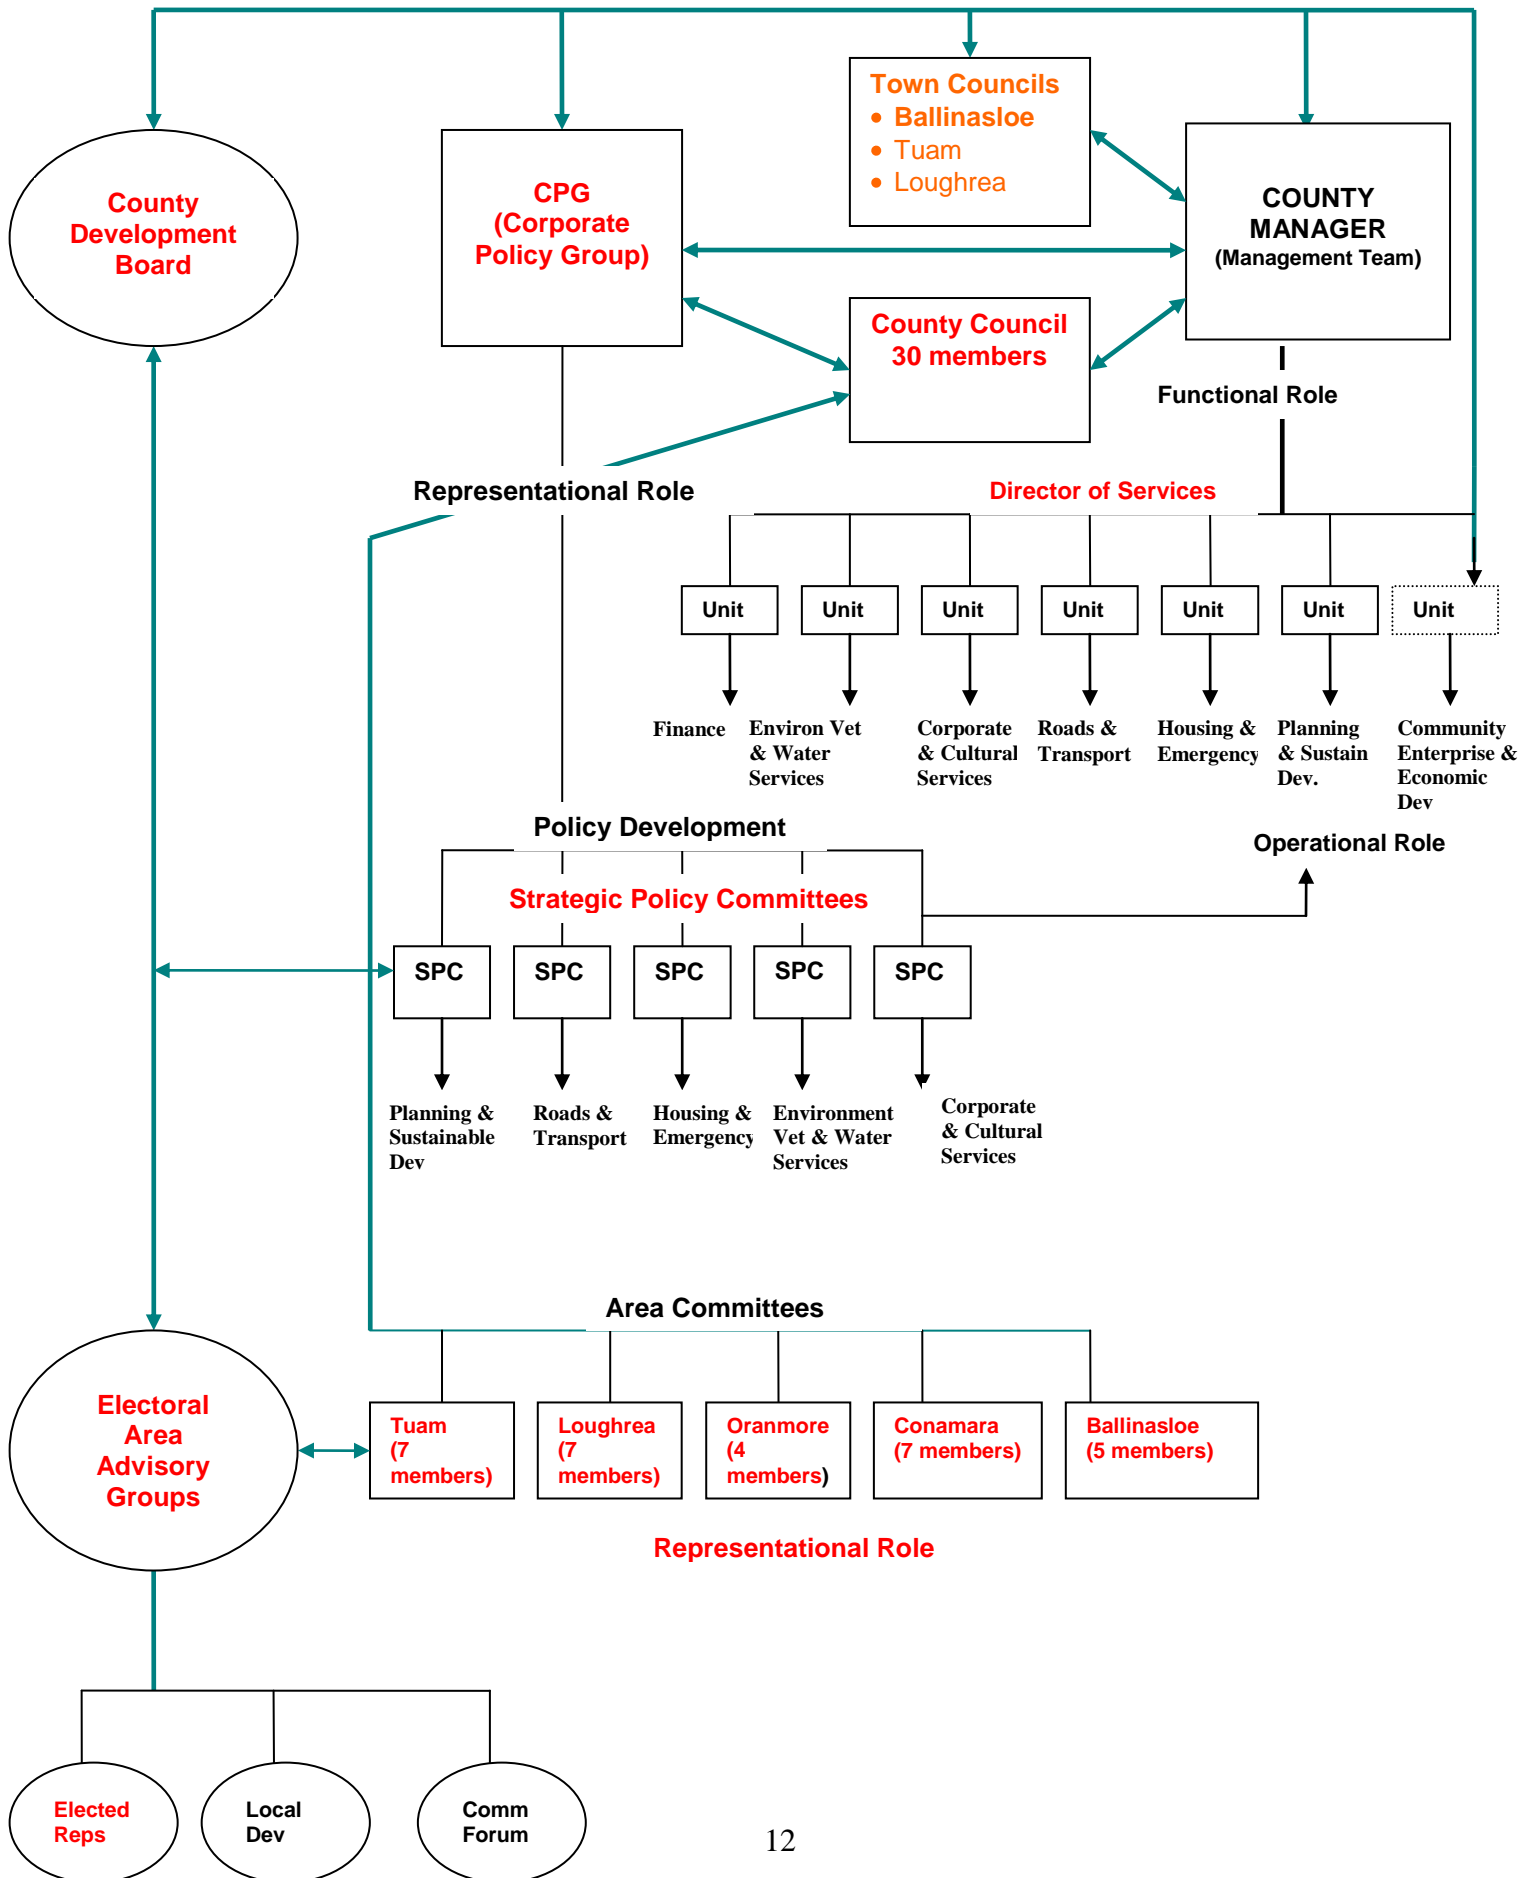 Town Councils
• Ballinasloe
• Tuam
• Loughrea
County
Development
Board
CPG
(Corporate
Policy Group)
COUNTY
MANAGER
(Management Team)
County Council
30 members
Functional Role
Representational Role
Director of Services
Unit
Unit
Unit
Unit
Unit
Unit
Unit
Finance
Environ Vet
& Water
Services
Corporate
& Cultural
Services
Roads &
Transport
Housing &
Emergency
Planning
& Sustain
Dev.
Community
Enterprise &
Economic
Dev
Policy Development
Operational Role
Strategic Policy Committees
SPC
SPC
SPC
SPC
SPC
Planning &
Sustainable
Dev
Roads &
Transport
Housing &
Emergency
Environment
Vet & Water
Services
Corporate
& Cultural
Services
Area Committees
Electoral
Area
Advisory
Groups
Tuam
(7
members)
Loughrea
(7
members)
Oranmore
(4
members)
Conamara
(7 members)
Ballinasloe
(5 members)
Representational Role
Elected
Reps
Local
Dev
Comm
Forum
12